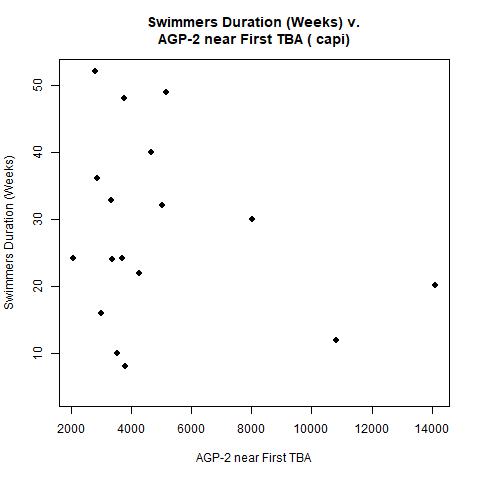 Swimmers Duration (Weeks) v.
AGP-2 near First TBA ( capi)
Swimmers Duration (Weeks)
50
40
30
20
10
2000 4000 6000 8000 10000 12000 14000
AGP-2 near First TBA